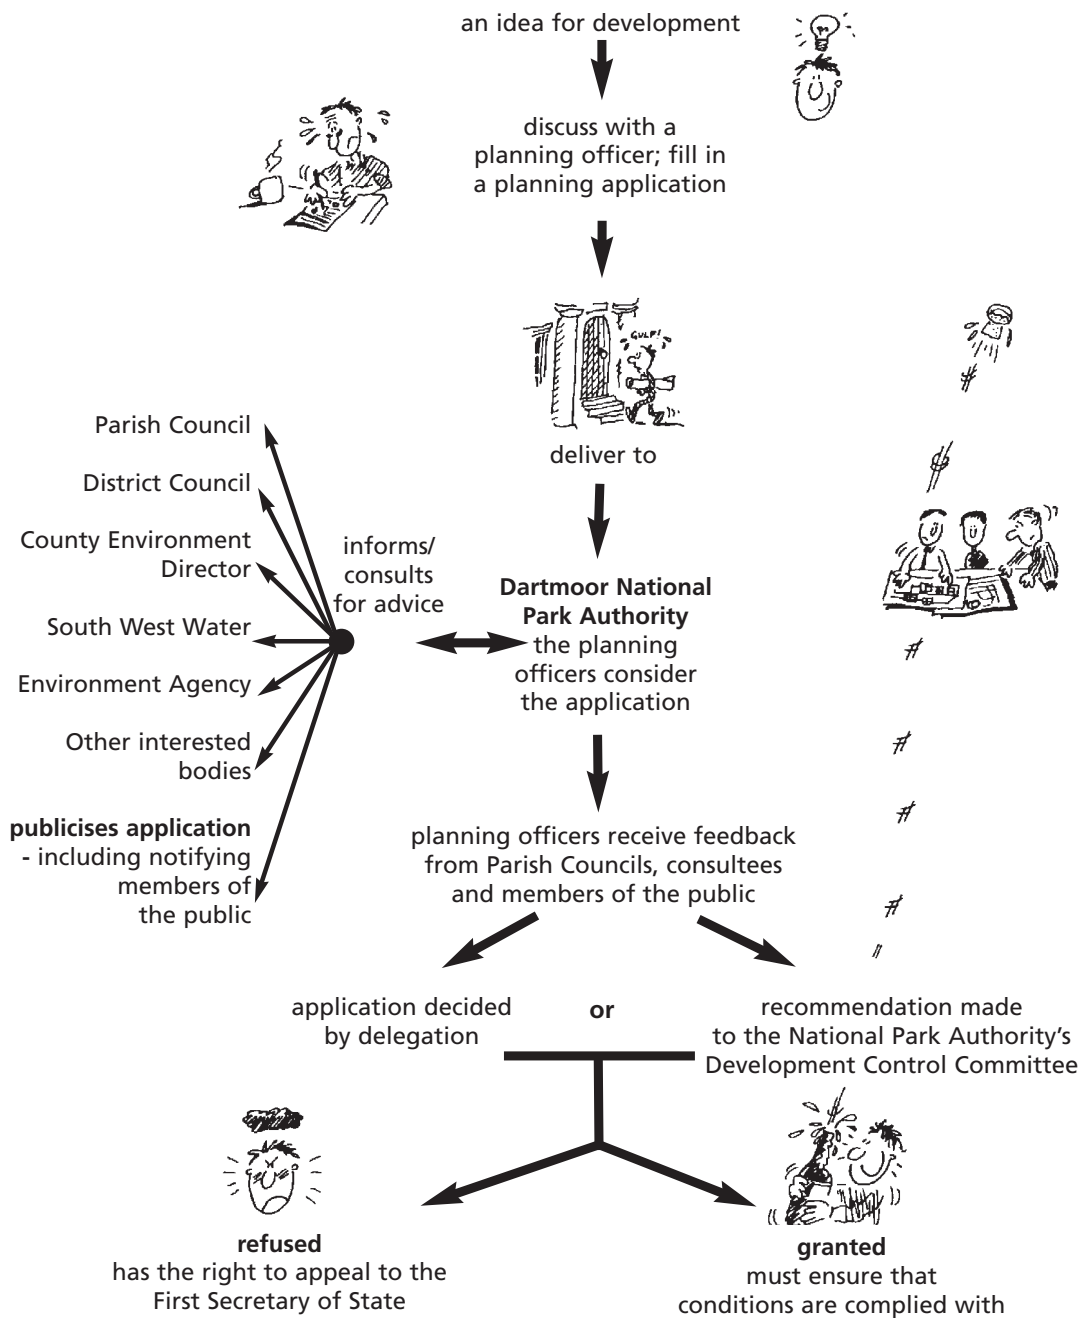 an idea for development
discuss with a
planning officer; fill in
a planning application
GULP!
deliver to
Parish Council
District Council
County Environment
Director
South West Water
Environment Agency
Other interested
bodies
publicises application
- including notifying
members of
the public
informs/
consults
for advice
Dartmoor National
Park Authority
the planning
officers consider
the application
planning officers receive feedback
from Parish Councils, consultees
and members of the public
application decided
by delegation
or
recommendation made
to the National Park Authority’s
Development Control Committee
refused
has the right to appeal to the
First Secretary of State
granted
must ensure that
conditions are complied with